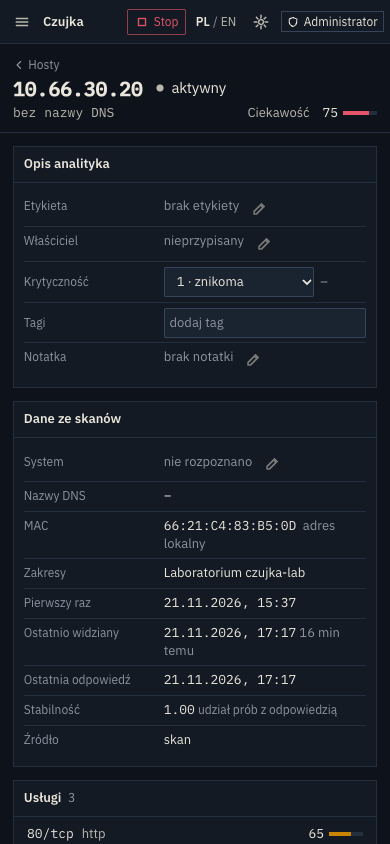 Czujka Stop PL / EN Administrator
Hosty
10.66.30.20 aktywny
bez nazwy DNS Ciekawość 75
Opis analityka
Etykieta brak etykiety
Właściciel nieprzypisany
Krytyczność 1 · znikoma –
Tagi dodaj tag
Notatka brak notatki
Dane ze skanów
System nie rozpoznano
Nazwy DNS –
MAC 66:21:C4:83:B5:0D adres
lokalny
Zakresy Laboratorium czujka-lab
Pierwszy raz 21.11.2026, 15:37
Ostatnio widziany 21.11.2026, 17:17 16 min
temu
Ostatnia odpowiedź 21.11.2026, 17:17
Stabilność 1.00 udział prób z odpowiedzią
Źródło skan
Usługi 3
80/tcp http 65